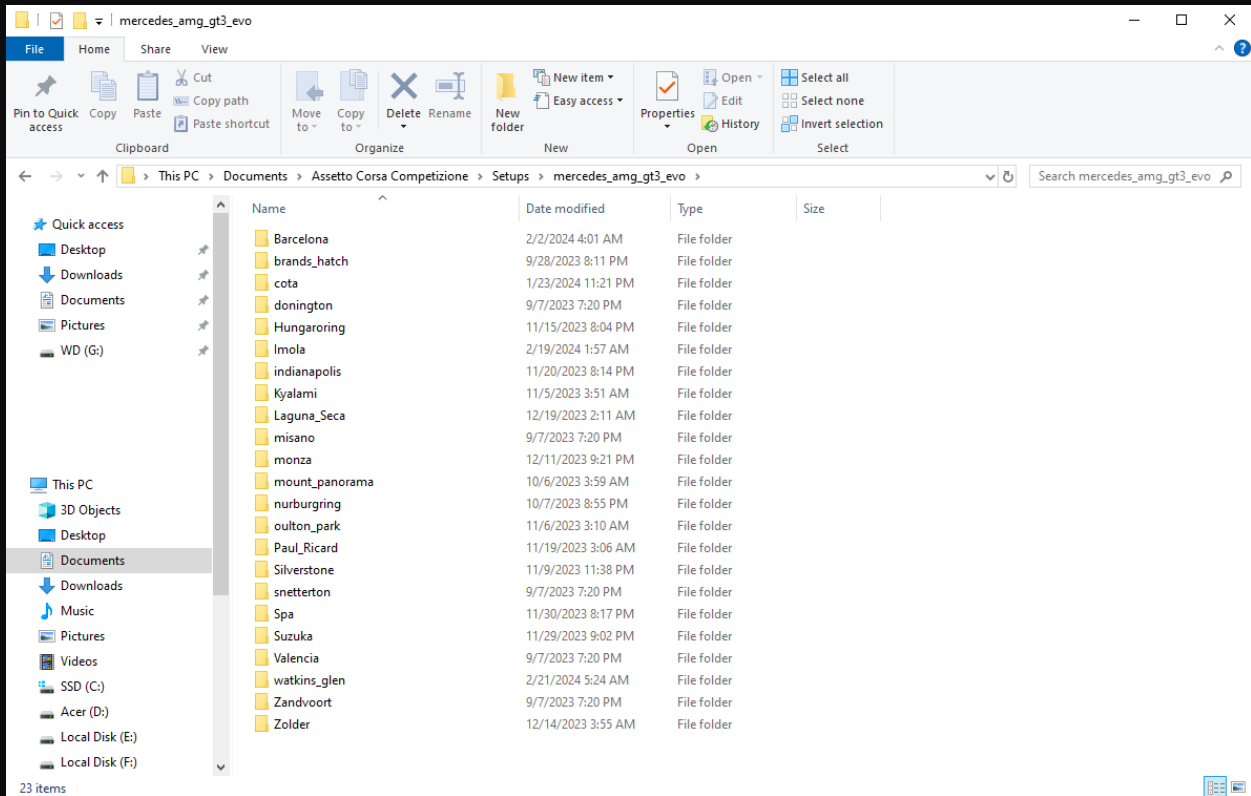 mercedes_amg_gt3_evo
File Home Share View
Pin to Quick access
Copy
Paste
Cut
Copy path
Paste shortcut
Clipboard
Move to
Copy to
Delete
Rename
Organize
New folder
New item
Easy access
New
Properties
Open
Edit
History
Open
Select all
Select none
Invert selection
Select
This PC > Documents > Assetto Corsa Competizione > Setups > mercedes_amg_gt3_evo >
Search mercedes_amg_gt3_evo
Quick access
Desktop
Downloads
Documents
Pictures
WD (G:)
This PC
3D Objects
Desktop
Documents
Downloads
Music
Pictures
Videos
SSD (C:)
Acer (D:)
Local Disk (E:)
Local Disk (F:)
Name Date modified Type Size
Barcelona 2/2/2024 4:01 AM File folder
brands_hatch 9/28/2023 8:11 PM File folder
cota 1/23/2024 11:21 PM File folder
donington 9/7/2023 7:20 PM File folder
Hungaroring 11/15/2023 8:04 PM File folder
Imola 2/19/2024 1:57 AM File folder
indianapolis 11/20/2023 8:14 PM File folder
Kyalami 11/5/2023 3:51 AM File folder
Laguna_Seca 12/19/2023 2:11 AM File folder
misano 9/7/2023 7:20 PM File folder
monza 12/11/2023 9:21 PM File folder
mount_panorama 10/6/2023 3:59 AM File folder
nurburgring 10/7/2023 8:55 PM File folder
oulton_park 11/6/2023 3:10 AM File folder
Paul_Ricard 11/19/2023 3:06 AM File folder
Silverstone 11/9/2023 11:38 PM File folder
snetterton 9/7/2023 7:20 PM File folder
Spa 11/30/2023 8:17 PM File folder
Suzuka 11/29/2023 9:02 PM File folder
Valencia 9/7/2023 7:20 PM File folder
watkins_glen 2/21/2024 5:24 AM File folder
Zandvoort 9/7/2023 7:20 PM File folder
Zolder 12/14/2023 3:55 AM File folder
23 items